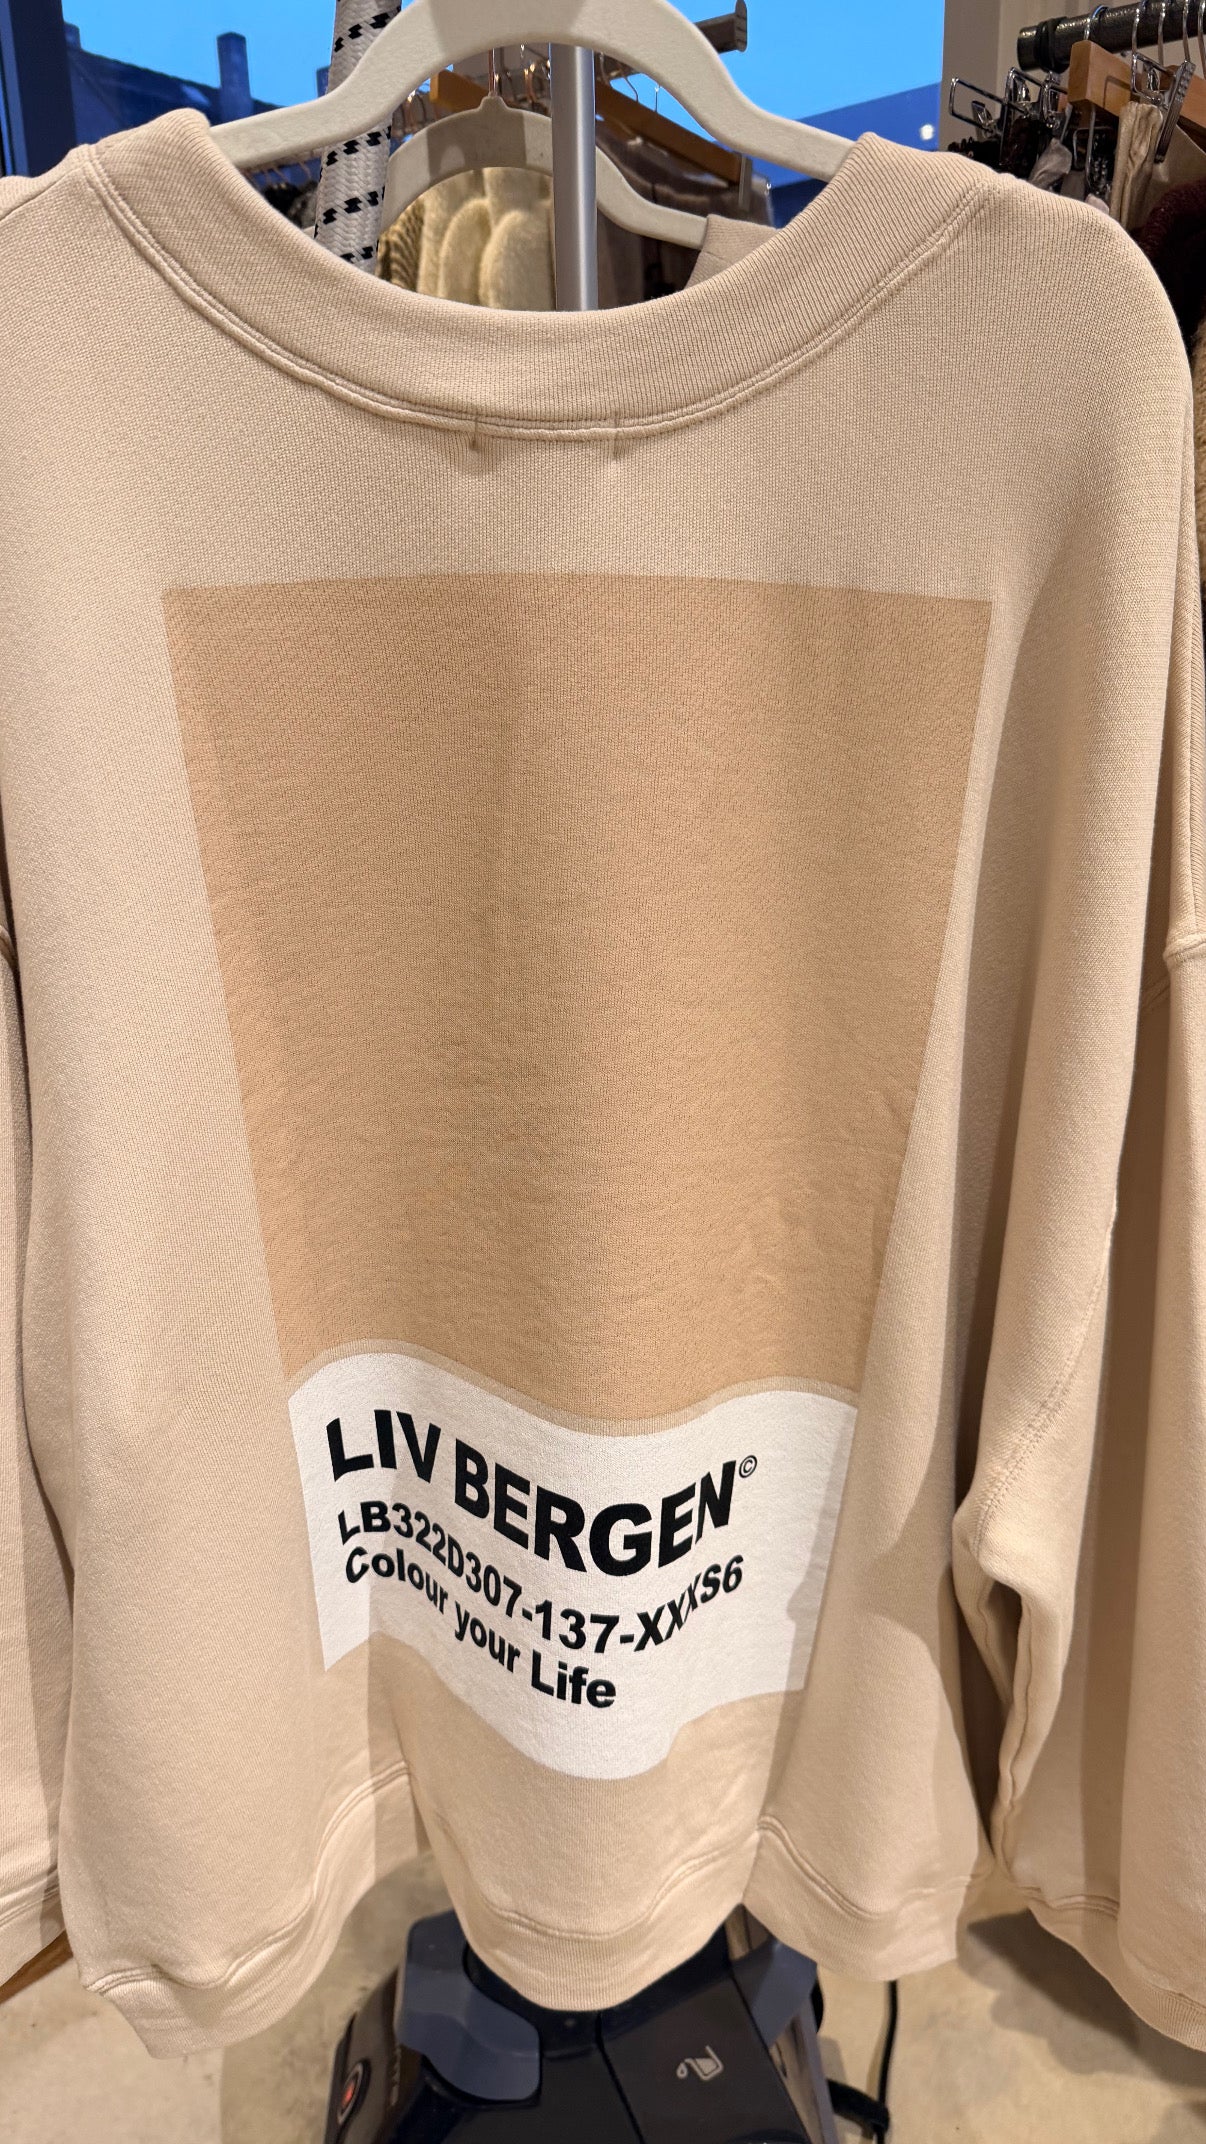 LIV BERGEN©
LB322D307-137-XXXS6
Colour your Life